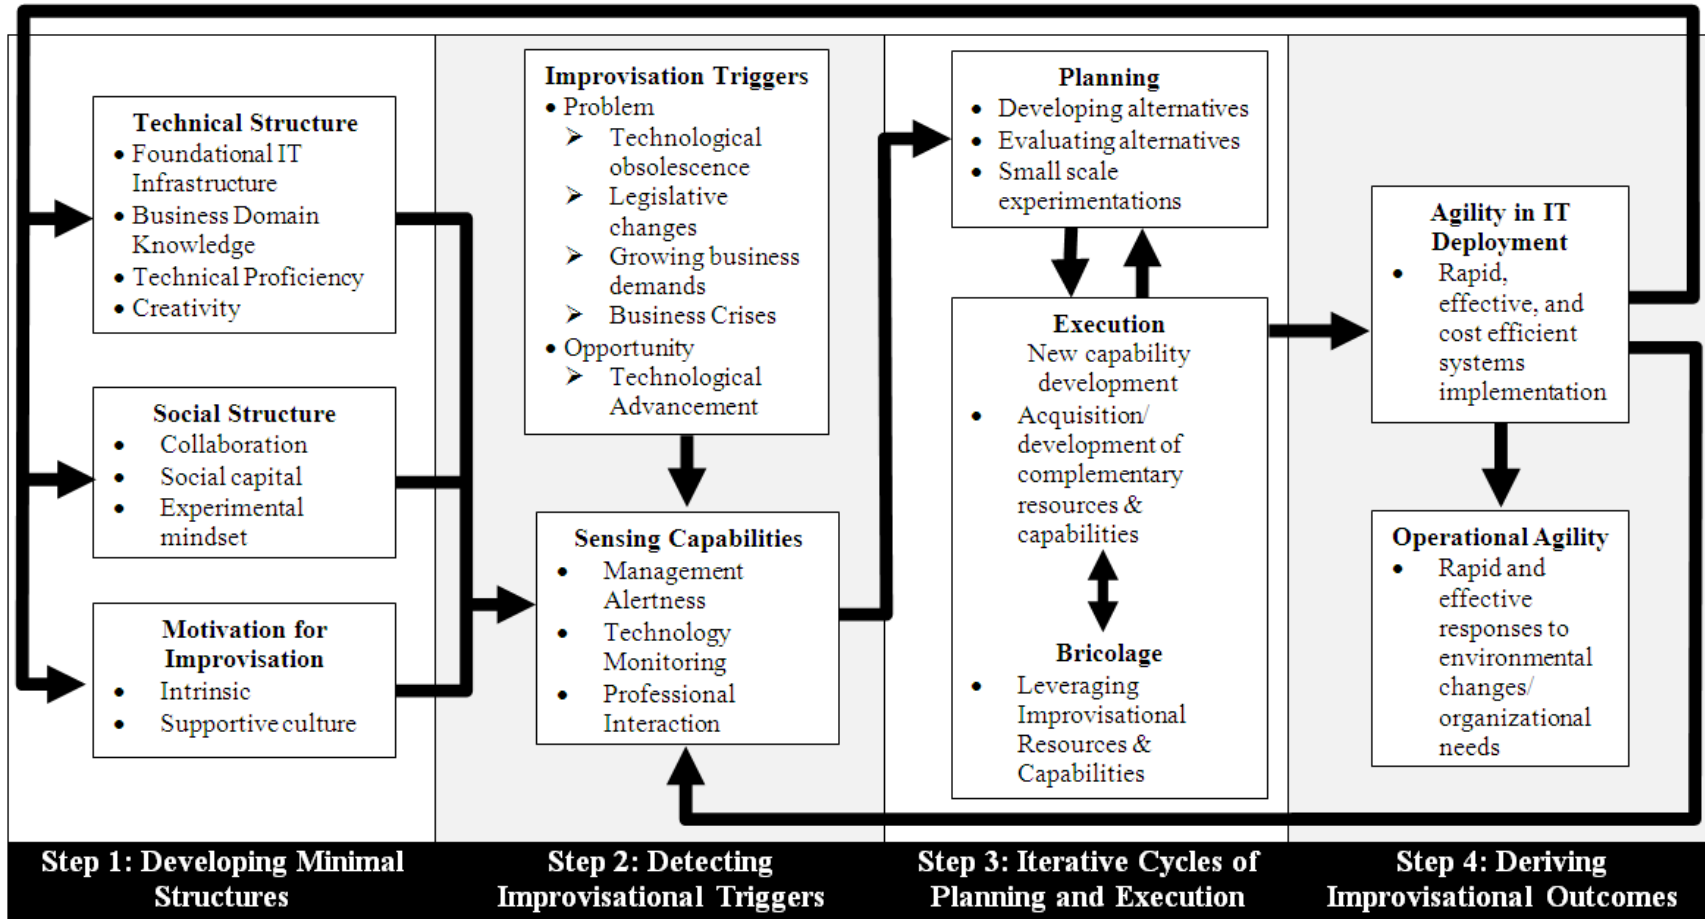 Technical Structure
• Foundational IT
Infrastructure
• Business Domain
Knowledge
• Technical Proficiency
• Creativity
Social Structure
• Collaboration
• Social capital
• Experimental
mindset
Motivation for
Improvisation
• Intrinsic
• Supportive culture
Step 1: Developing Minimal
Structures
Improvisation Triggers
• Problem
➢ Technological
obsolescence
➢ Legislative
changes
➢ Growing business
demands
➢ Business Crises
• Opportunity
➢ Technological
Advancement
Sensing Capabilities
• Management
Alertness
• Technology
Monitoring
• Professional
Interaction
Step 2: Detecting
Improvisational Triggers
Planning
• Developing alternatives
• Evaluating alternatives
• Small scale
experimentations
Execution
New capability
development
• Acquisition/
development of
complementary
resources &
capabilities
Bricolage
• Leveraging
Improvisational
Resources &
Capabilities
Step 3: Iterative Cycles of
Planning and Execution
Agility in IT
Deployment
• Rapid,
effective, and
cost efficient
systems
implementation
Operational Agility
• Rapid and
effective
responses to
environmental
changes/
organizational
needs
Step 4: Deriving
Improvisational Outcomes